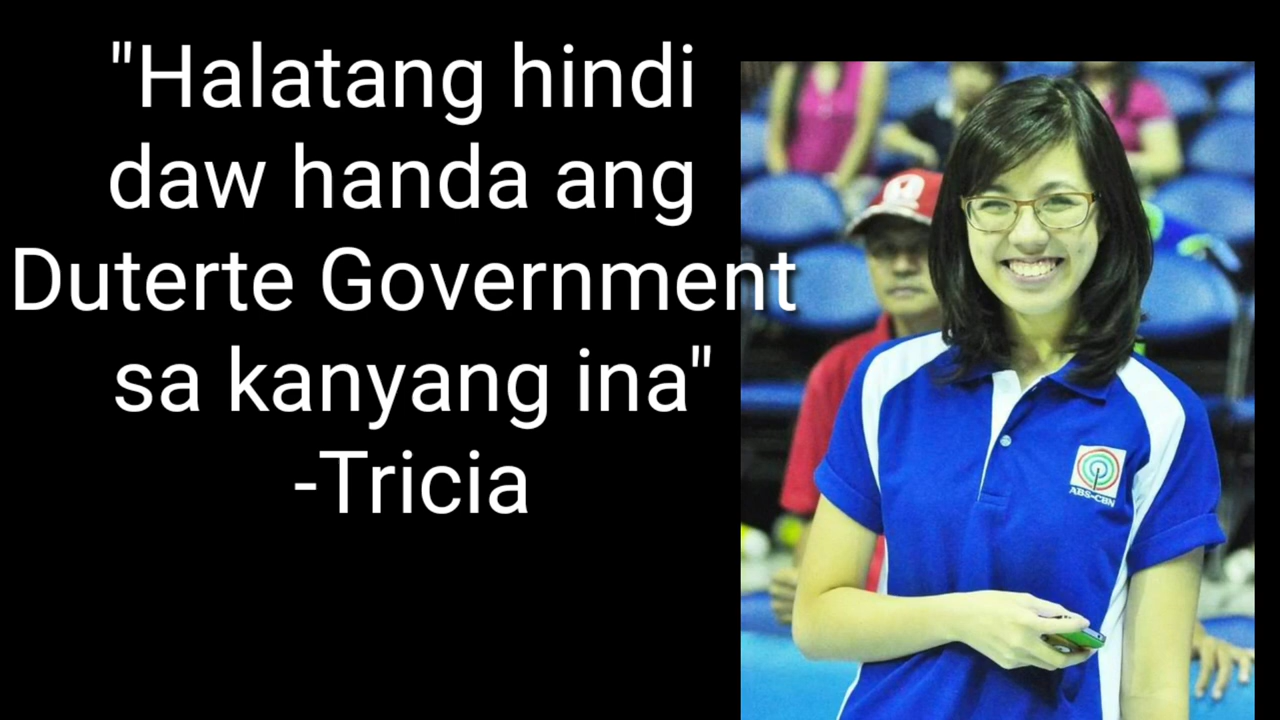 "Halatang hindi
daw handa ang
Duterte Government
sa kanyang ina"
-Tricia
ABS-CBN